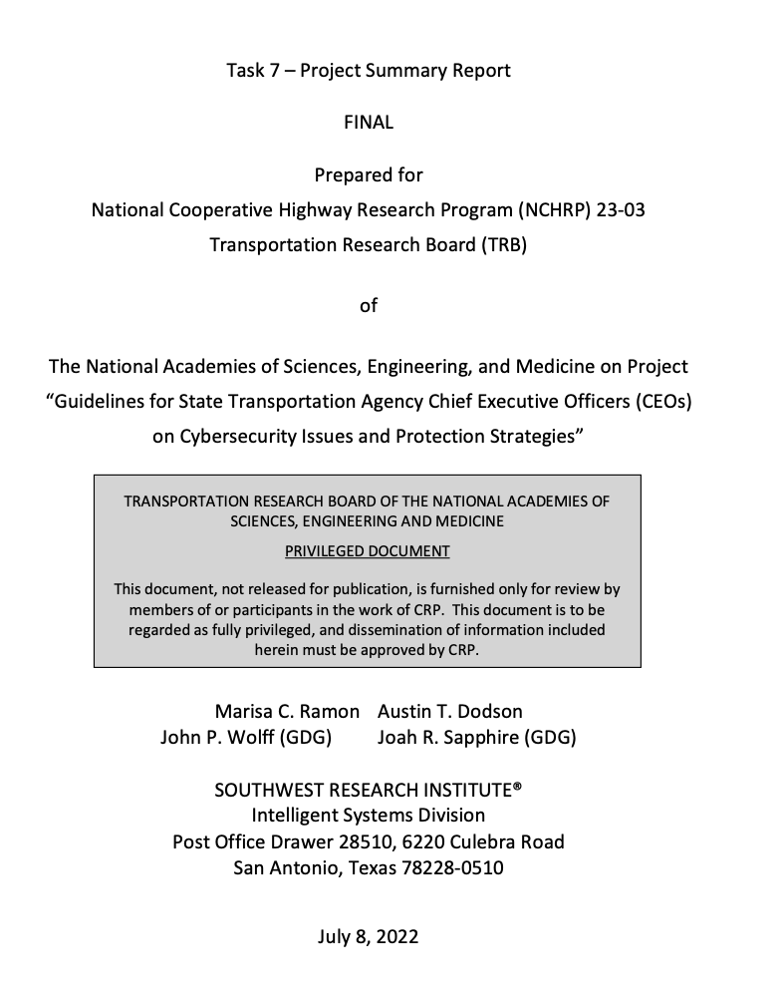 Task 7 – Project Summary Report
FINAL
Prepared for
National Cooperative Highway Research Program (NCHRP) 23-03
Transportation Research Board (TRB)
of
The National Academies of Sciences, Engineering, and Medicine on Project
“Guidelines for State Transportation Agency Chief Executive Officers (CEOs)
on Cybersecurity Issues and Protection Strategies”
TRANSPORTATION RESEARCH BOARD OF THE NATIONAL ACADEMIES OF
SCIENCES, ENGINEERING AND MEDICINE
PRIVILEGED DOCUMENT
This document, not released for publication, is furnished only for review by
members of or participants in the work of CRP.  This document is to be
regarded as fully privileged, and dissemination of information included
herein must be approved by CRP.
Marisa C. Ramon Austin T. Dodson
John P. Wolff (GDG) Joah R. Sapphire (GDG)
SOUTHWEST RESEARCH INSTITUTE®
Intelligent Systems Division
Post Office Drawer 28510, 6220 Culebra Road
San Antonio, Texas 78228-0510
July 8, 2022